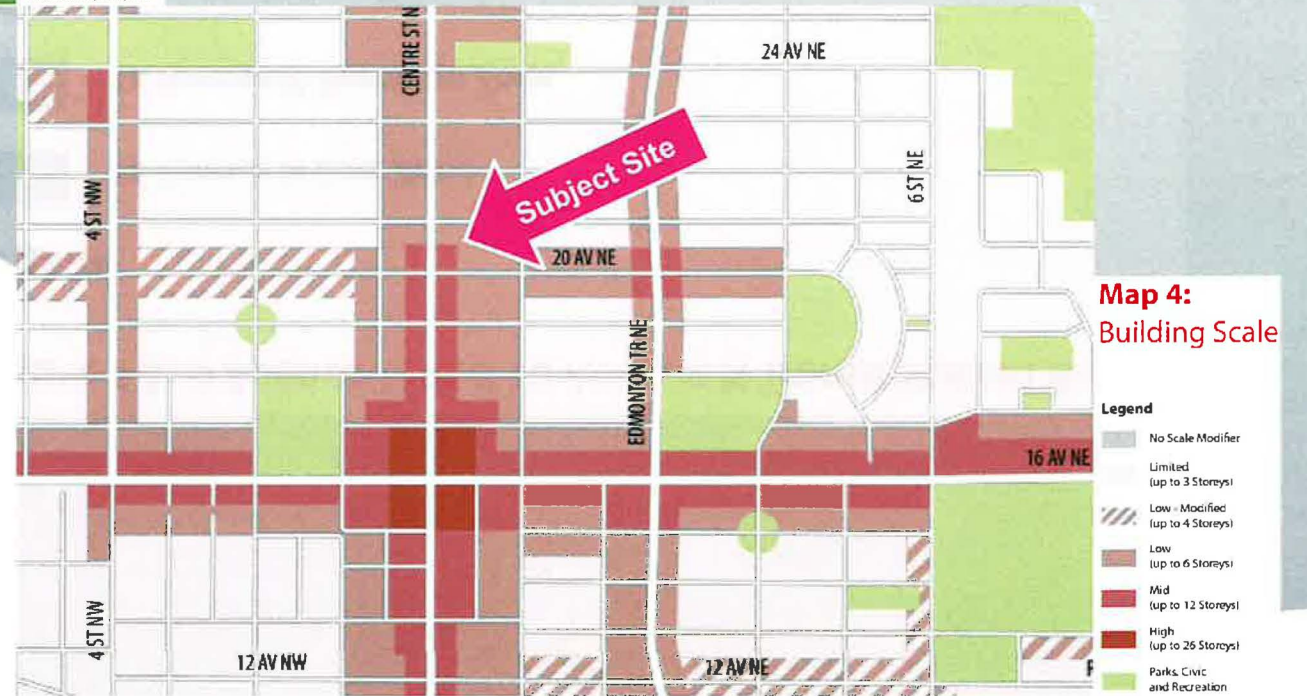 CENTRE ST N
24 AV NE
Subject Site
6 ST NE
4 ST NW
20 AV NE
EDMONTON TR NE
16 AV NE
4 ST NW
12 AV NW
12 AV NE
Map 4:
Building Scale
Legend
No Scale Modifier
Limited
(up to 3 Storeys)
Low - Modified
(up to 4 Storeys)
Low
(up to 6 Storeys)
Mid
(up to 12 Storeys)
High
(up to 26 Storeys)
Parks, Civic
and Recreation